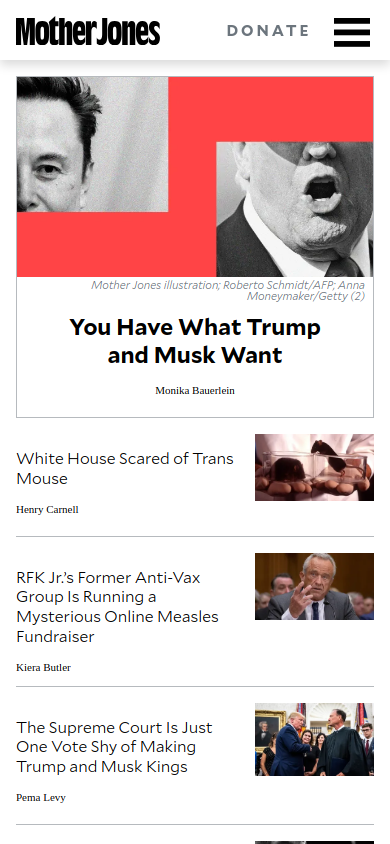 Mother Jones
DONATE
Mother Jones illustration; Roberto Schmidt/AFP; Anna
Moneymaker/Getty (2)
You Have What Trump
and Musk Want
Monika Bauerlein
White House Scared of Trans
Mouse
Henry Carnell
RFK Jr.’s Former Anti-Vax
Group Is Running a
Mysterious Online Measles
Fundraiser
Kiera Butler
The Supreme Court Is Just
One Vote Shy of Making
Trump and Musk Kings
Pema Levy